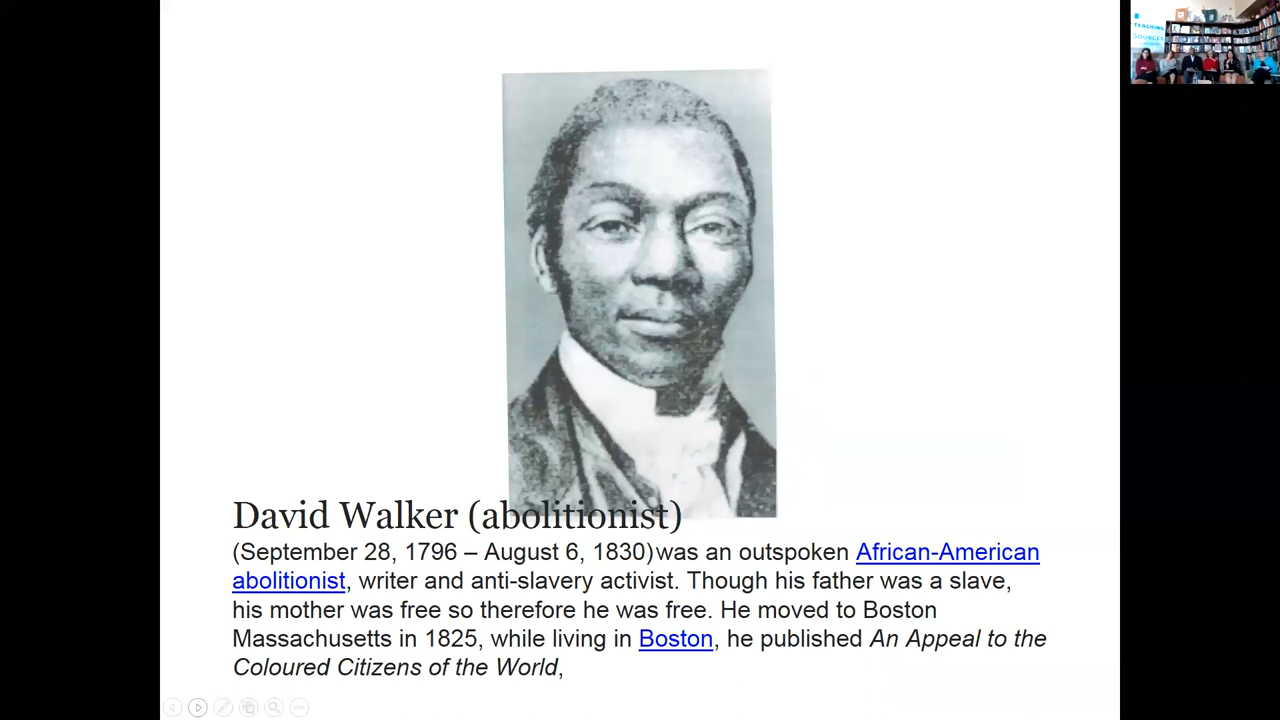 TEACHING
SOURCES
David Walker (abolitionist)
(September 28, 1796 – August 6, 1830)was an outspoken African-American
abolitionist, writer and anti-slavery activist. Though his father was a slave,
his mother was free so therefore he was free. He moved to Boston
Massachusetts in 1825, while living in Boston, he published An Appeal to the
Coloured Citizens of the World,